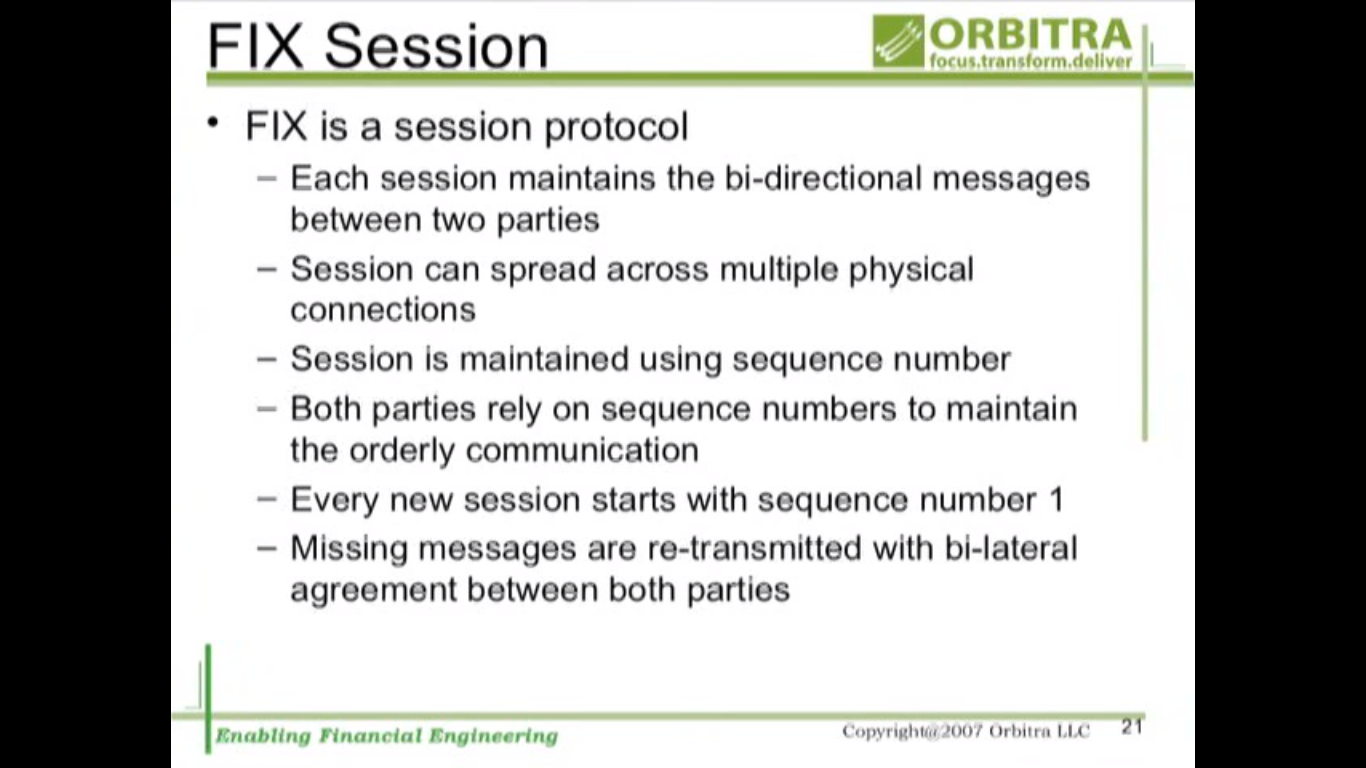 FIX Session
ORBITRA
focus.transform.deliver
• FIX is a session protocol
– Each session maintains the bi-directional messages
between two parties
– Session can spread across multiple physical
connections
– Session is maintained using sequence number
– Both parties rely on sequence numbers to maintain
the orderly communication
– Every new session starts with sequence number 1
– Missing messages are re-transmitted with bi-lateral
agreement between both parties
Enabling Financial Engineering
Copyright@2007 Orbitra LLC
21